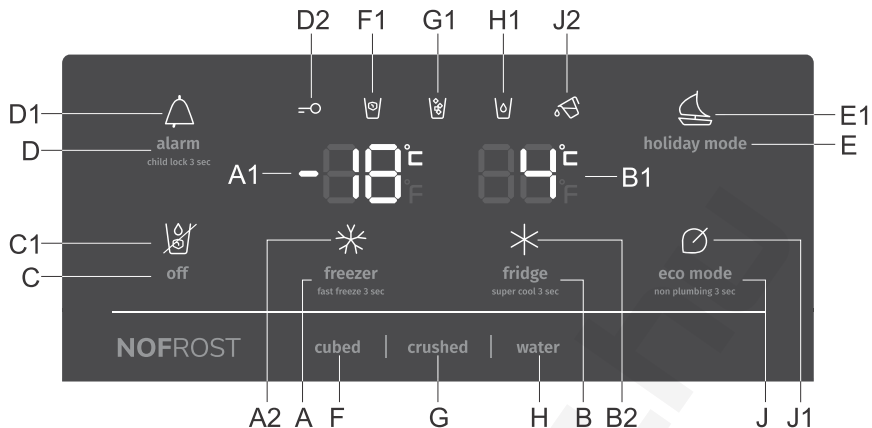 D2 F1 G1 H1 J2
D1 E1
alarm holiday mode
D E
child lock 3 sec
A1 -18 °C °F 4 °C °F B1
C1
off freezer fridge eco mode
C
fast freeze 3 sec super cool 3 sec non plumbing 3 sec
NOFROST cubed | crushed | water
A2 A F G H B B2 J J1